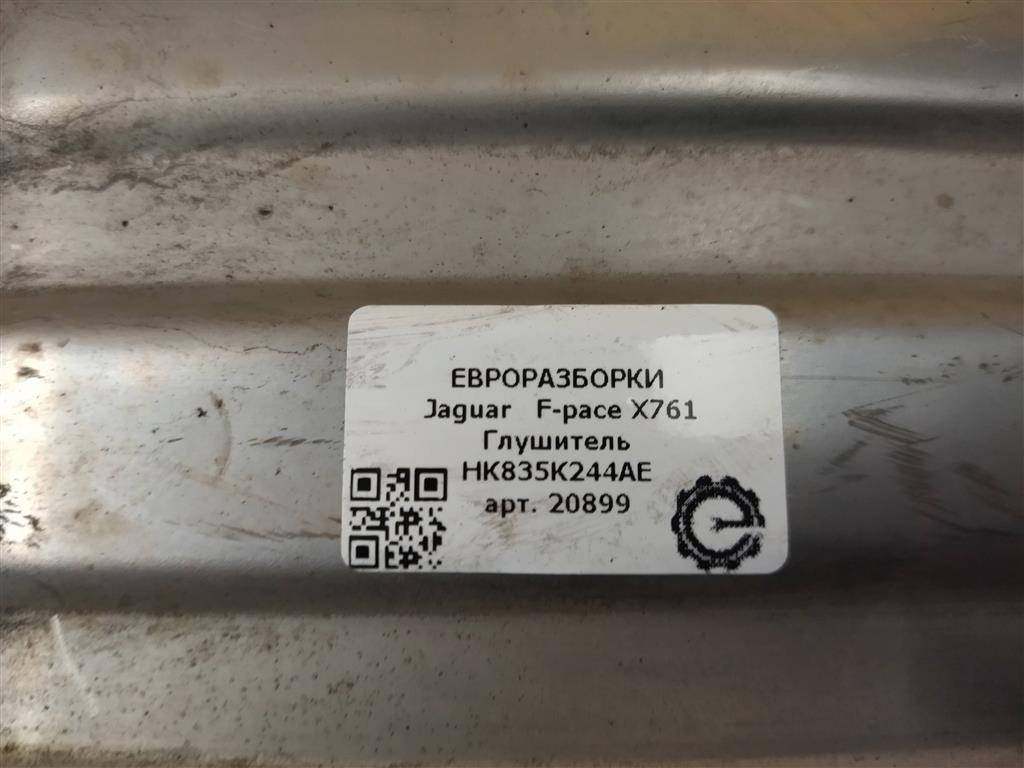 ЕВРОРАЗБОРКИ
Jaguar F-pace X761
Глушитель
HK835K244AE
арт. 20899